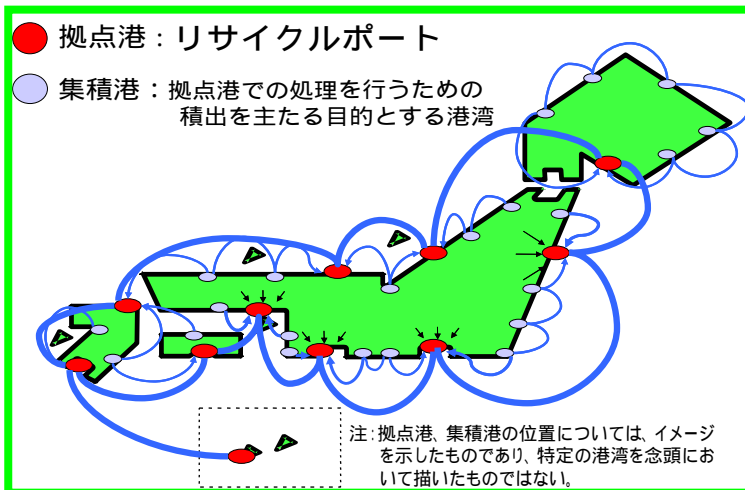 拠点港：リサイクルポート
集積港：拠点港での処理を行うための
積出を主たる目的とする港湾
注：拠点港、集積港の位置については、イメージ
を示したものであり、特定の港湾を念頭にお
いて描いたものではない。